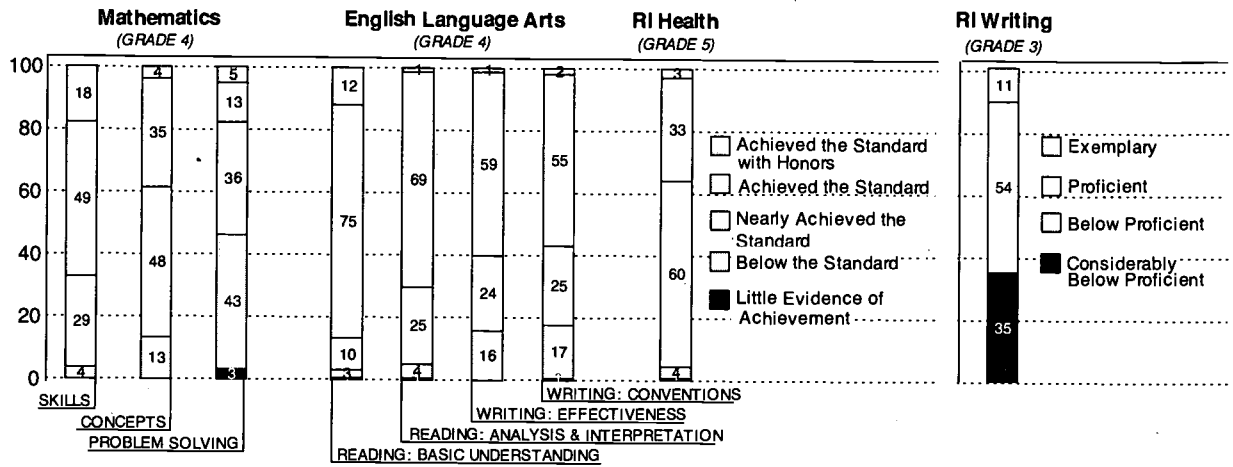 Mathematics
(GRADE 4)
English Language Arts
(GRADE 4)
RI Health
(GRADE 5)
RI Writing
(GRADE 3)
100
80
60
40
20
0
18
49
29
4
4
35
48
13
5
13
36
43
3
12
75
10
3
1
69
25
4
1
59
24
16
2
55
25
17
3
33
60
4
11
54
35
Achieved the Standard
with Honors
Achieved the Standard
Nearly Achieved the
Standard
Below the Standard
Little Evidence of
Achievement
Exemplary
Proficient
Below Proficient
Considerably
Below Proficient
SKILLS
CONCEPTS
PROBLEM SOLVING
WRITING: CONVENTIONS
WRITING: EFFECTIVENESS
READING: ANALYSIS & INTERPRETATION
READING: BASIC UNDERSTANDING